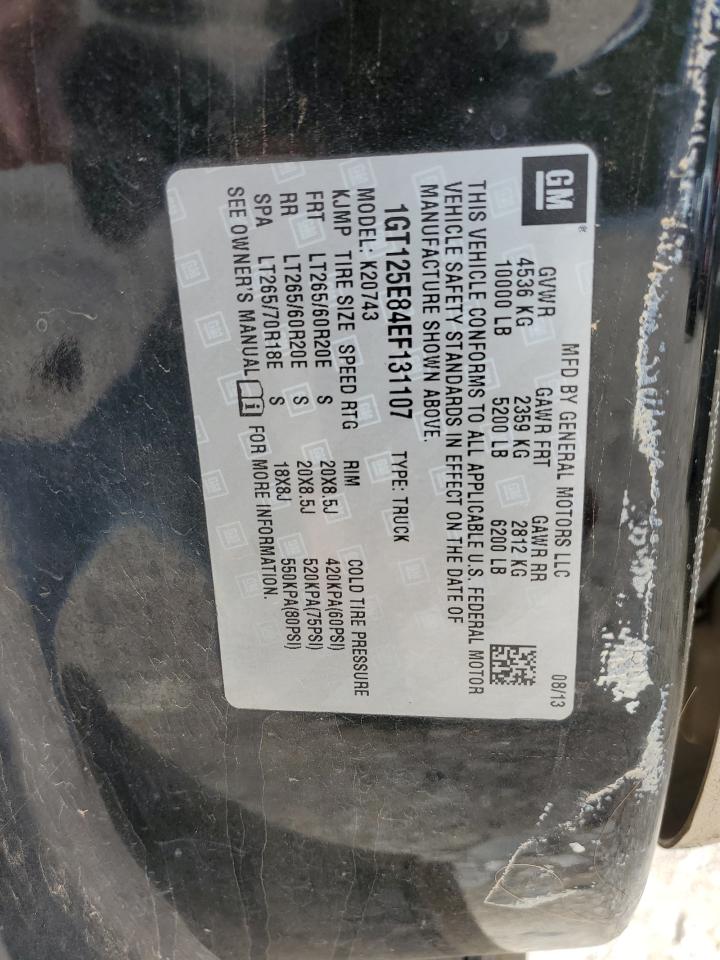 GM
MFD BY GENERAL MOTORS LLC 08/13
GVWR GAWR FRT GAWR RR
4536 KG 2359 KG 2812 KG
10000 LB 5200 LB 6200 LB
THIS VEHICLE CONFORMS TO ALL APPLICABLE U.S. FEDERAL MOTOR
VEHICLE SAFETY STANDARDS IN EFFECT ON THE DATE OF
MANUFACTURE SHOWN ABOVE.
1GT125E84EF131107 TYPE: TRUCK
MODEL: K20743
KJMP TIRE SIZE SPEED RTG RIM COLD TIRE PRESSURE
FRT LT265/60R20E S 20X8.5J 420KPA(60PSI)
RR LT265/60R20E S 20X8.5J 520KPA(75PSI)
SPA LT265/70R18E S 18X8J 550KPA(80PSI)
SEE OWNER'S MANUAL FOR MORE INFORMATION.